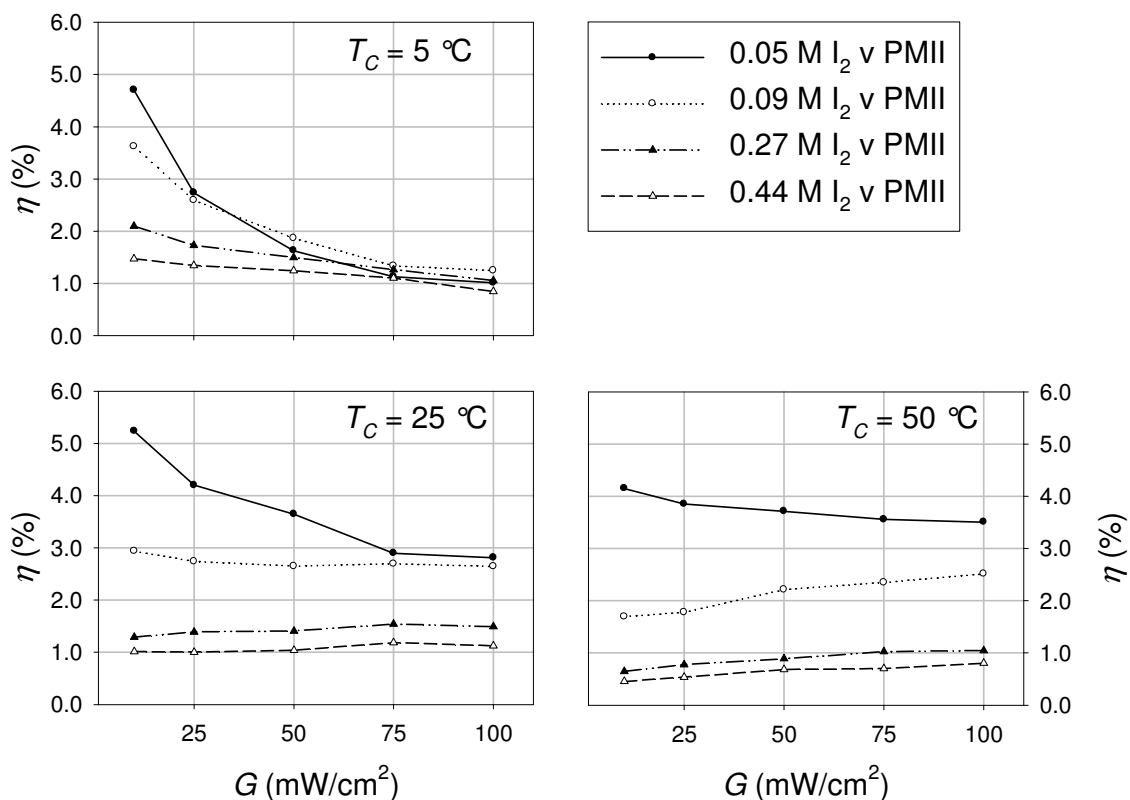 6.0
5.0
4.0
3.0
2.0
1.0
0.0
η (%)
T_C = 5 °C
0.05 M I₂ v PMII
0.09 M I₂ v PMII
0.27 M I₂ v PMII
0.44 M I₂ v PMII
6.0
5.0
4.0
3.0
2.0
1.0
0.0
η (%)
T_C = 25 °C
25 50 75 100
G (mW/cm²)
T_C = 50 °C
6.0
5.0
4.0
3.0
2.0
1.0
0.0
η (%)
25 50 75 100
G (mW/cm²)